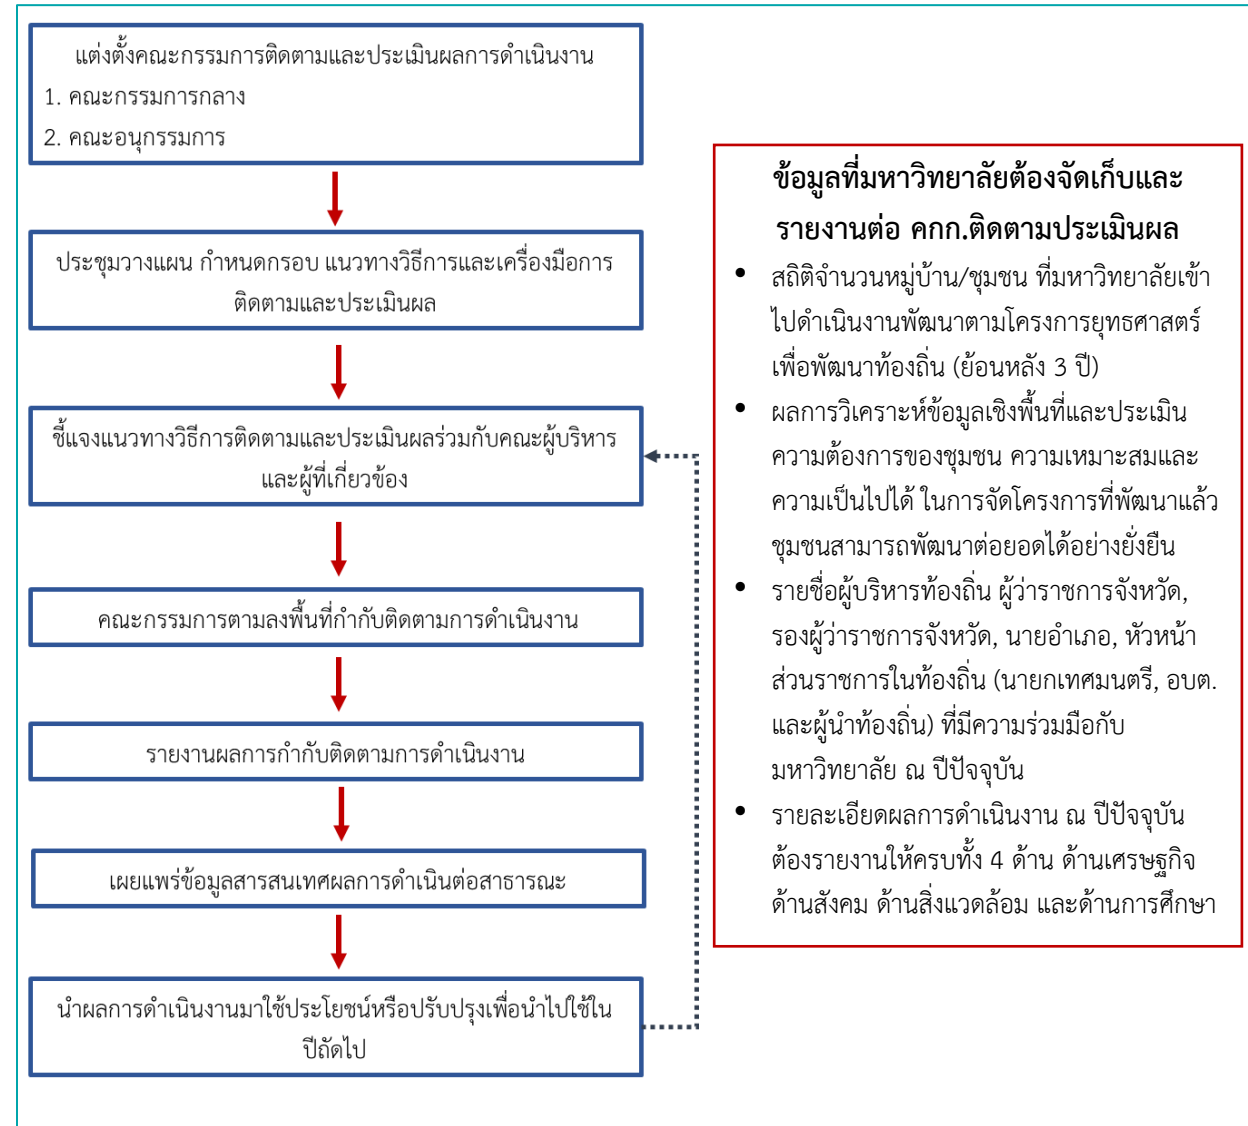 แต่งตั้งคณะกรรมการติดตามและประเมินผลการดำเนินงาน
1. คณะกรรมการกลาง
2. คณะอนุกรรมการ
ประชุมวางแผน กำหนดกรอบ แนวทางวิธีการและเครื่องมือการ
ติดตามและประเมินผล
ชี้แจงแนวทางวิธีการติดตามและประเมินผลร่วมกับคณะผู้บริหาร
และผู้ที่เกี่ยวข้อง
คณะกรรมการตามลงพื้นที่กำกับติดตามการดำเนินงาน
รายงานผลการกำกับติดตามการดำเนินงาน
เผยแพร่ข้อมูลสารสนเทศผลการดำเนินต่อสาธารณะ
นำผลการดำเนินงานมาใช้ประโยชน์หรือปรับปรุงเพื่อนำไปใช้ใน
ปีถัดไป
ข้อมูลที่มหาวิทยาลัยต้องจัดเก็บและ
รายงานต่อ คกก.ติดตามประเมินผล
• สถิติจำนวนหมู่บ้าน/ชุมชน ที่มหาวิทยาลัยเข้า
ไปดำเนินงานพัฒนาตามโครงการยุทธศาสตร์
เพื่อพัฒนาท้องถิ่น (ย้อนหลัง 3 ปี)
• ผลการวิเคราะห์ข้อมูลเชิงพื้นที่และประเมิน
ความต้องการของชุมชน ความเหมาะสมและ
ความเป็นไปได้ ในการจัดโครงการที่พัฒนาแล้ว
ชุมชนสามารถพัฒนาต่อยอดได้อย่างยั่งยืน
• รายชื่อผู้บริหารท้องถิ่น ผู้ว่าราชการจังหวัด,
รองผู้ว่าราชการจังหวัด, นายอำเภอ, หัวหน้า
ส่วนราชการในท้องถิ่น (นายกเทศมนตรี, อบต.
และผู้นำท้องถิ่น) ที่มีความร่วมมือกับ
มหาวิทยาลัย ณ ปีปัจจุบัน
• รายละเอียดผลการดำเนินงาน ณ ปีปัจจุบัน
ต้องรายงานให้ครบทั้ง 4 ด้าน ด้านเศรษฐกิจ
ด้านสังคม ด้านสิ่งแวดล้อม และด้านการศึกษา